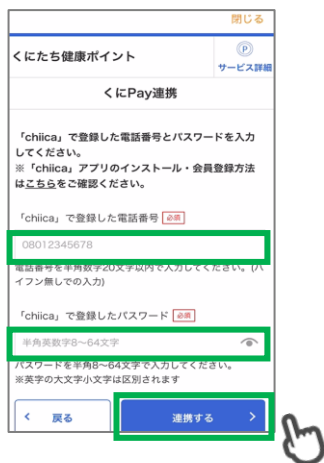 閉じる
くにたち健康ポイント
P
サービス詳細
くにPay連携
「chiica」で登録した電話番号とパスワードを入力
してください。
※「chiica」アプリのインストール・会員登録方法
はこちらをご確認ください。
「chiica」で登録した電話番号 必須
08012345678
電話番号を半角数字20文字以内で入力してください。(ハ
イフン無しでの入力)
「chiica」で登録したパスワード 必須
半角英数字8～64文字
パスワードを半角8～64文字で入力してください。
※英字の大文字小文字は区別されます
< 戻る
連携する >